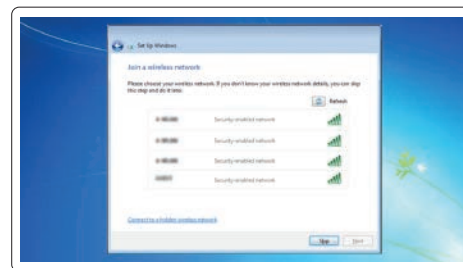 Set Up Windows
Join a wireless network
Please choose your wireless network. If you don't know your wireless network details, you can skip
this step and do it later.
Refresh
Security-enabled network
Security-enabled network
Security-enabled network
Security-enabled network
Connect to a hidden wireless network
Skip
Next